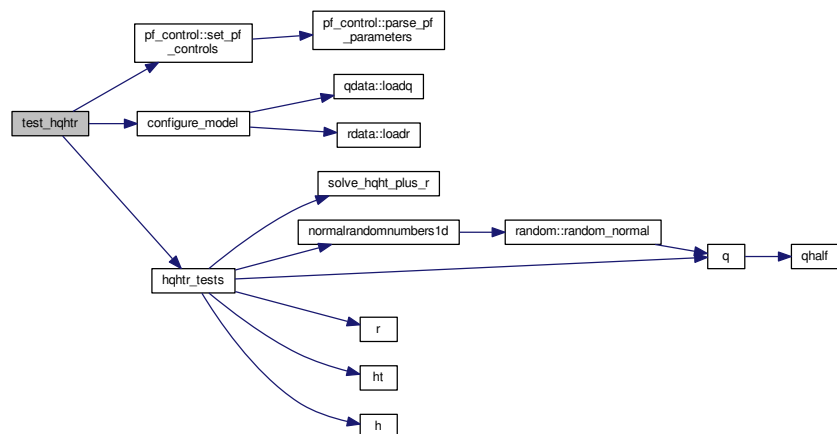 pf_control::set_pf
_controls
pf_control::parse_pf
_parameters
qdata::loadq
test_hqhtr
configure_model
rdata::loadr
solve_hqht_plus_r
normalrandomnumbers1d
random::random_normal
q
qhalf
hqhtr_tests
r
ht
h